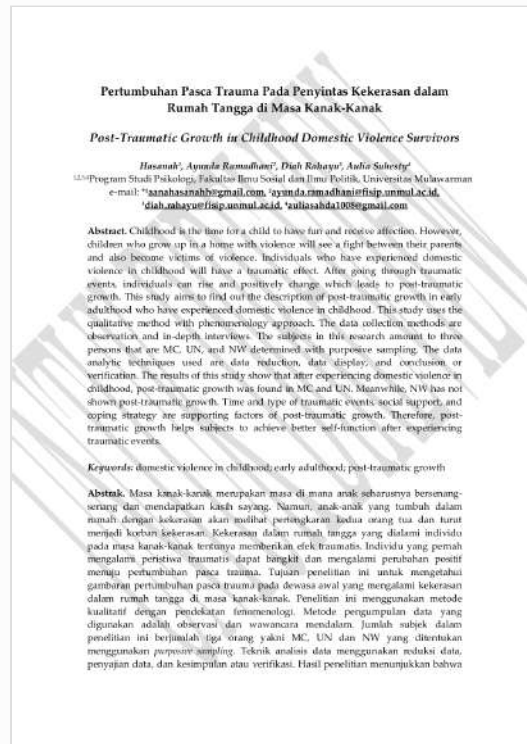 Pertumbuhan Pasca Trauma Pada Penyintas Kekerasan dalam
Rumah Tangga di Masa Kanak-Kanak
Post-Traumatic Growth in Childhood Domestic Violence Survivors
Hasanah¹, Ayunda Ramadhani², Diah Rahayu³, Aulia Suhesty⁴
¹,²,³,⁴Program Studi Psikologi, Fakultas Ilmu Sosial dan Ilmu Politik, Universitas Mulawarman
e-mail: *¹aanahasanahh@gmail.com, ²ayunda.ramadhani@fisip.unmul.ac.id,
³diah.rahayu@fisip.unmul.ac.id, ⁴auliasahda1008@gmail.com
Abstract. Childhood is the time for a child to have fun and receive affection. However,
children who grow up in a home with violence will see a fight between their parents
and also become victims of violence. Individuals who have experienced domestic
violence in childhood will have a traumatic effect. After going through traumatic
events, individuals can rise and positively change which leads to post-traumatic
growth. This study aims to find out the description of post-traumatic growth in early
adulthood who have experienced domestic violence in childhood. This study uses the
qualitative method with phenomenology approach. The data collection methods are
observation and in-depth interviews. The subjects in this research amount to three
persons that are MC, UN, and NW determined with purposive sampling. The data
analytic techniques used are data reduction, data display, and conclusion or
verification. The results of this study show that after experiencing domestic violence in
childhood, post-traumatic growth was found in MC and UN. Meanwhile, NW has not
shown post-traumatic growth. Time and type of traumatic events, social support, and
coping strategy are supporting factors of post-traumatic growth. Therefore, post-
traumatic growth helps subjects to achieve better self-function after experiencing
traumatic events.
Keywords: domestic violence in childhood; early adulthood; post-traumatic growth
Abstrak. Masa kanak-kanak merupakan masa di mana anak seharusnya bersenang-
senang dan mendapatkan kasih sayang. Namun, anak-anak yang tumbuh dalam
rumah dengan kekerasan akan melihat pertengkaran kedua orang tua dan turut
menjadi korban kekerasan. Kekerasan dalam rumah tangga yang dialami individu
pada masa kanak-kanak tentunya memberikan efek traumatis. Individu yang pernah
mengalami peristiwa traumatis dapat bangkit dan mengalami perubahan positif
menuju pertumbuhan pasca trauma. Tujuan penelitian ini untuk mengetahui
gambaran pertumbuhan pasca trauma pada dewasa awal yang mengalami kekerasan
dalam rumah tangga di masa kanak-kanak. Penelitian ini menggunakan metode
kualitatif dengan pendekatan fenomenologi. Metode pengumpulan data yang
digunakan adalah observasi dan wawancara mendalam. Jumlah subjek dalam
penelitian ini berjumlah tiga orang yakni MC, UN dan NW yang ditentukan
menggunakan purposive sampling. Teknik analisis data menggunakan reduksi data,
penyajian data, dan kesimpulan atau verifikasi. Hasil penelitian menunjukkan bahwa